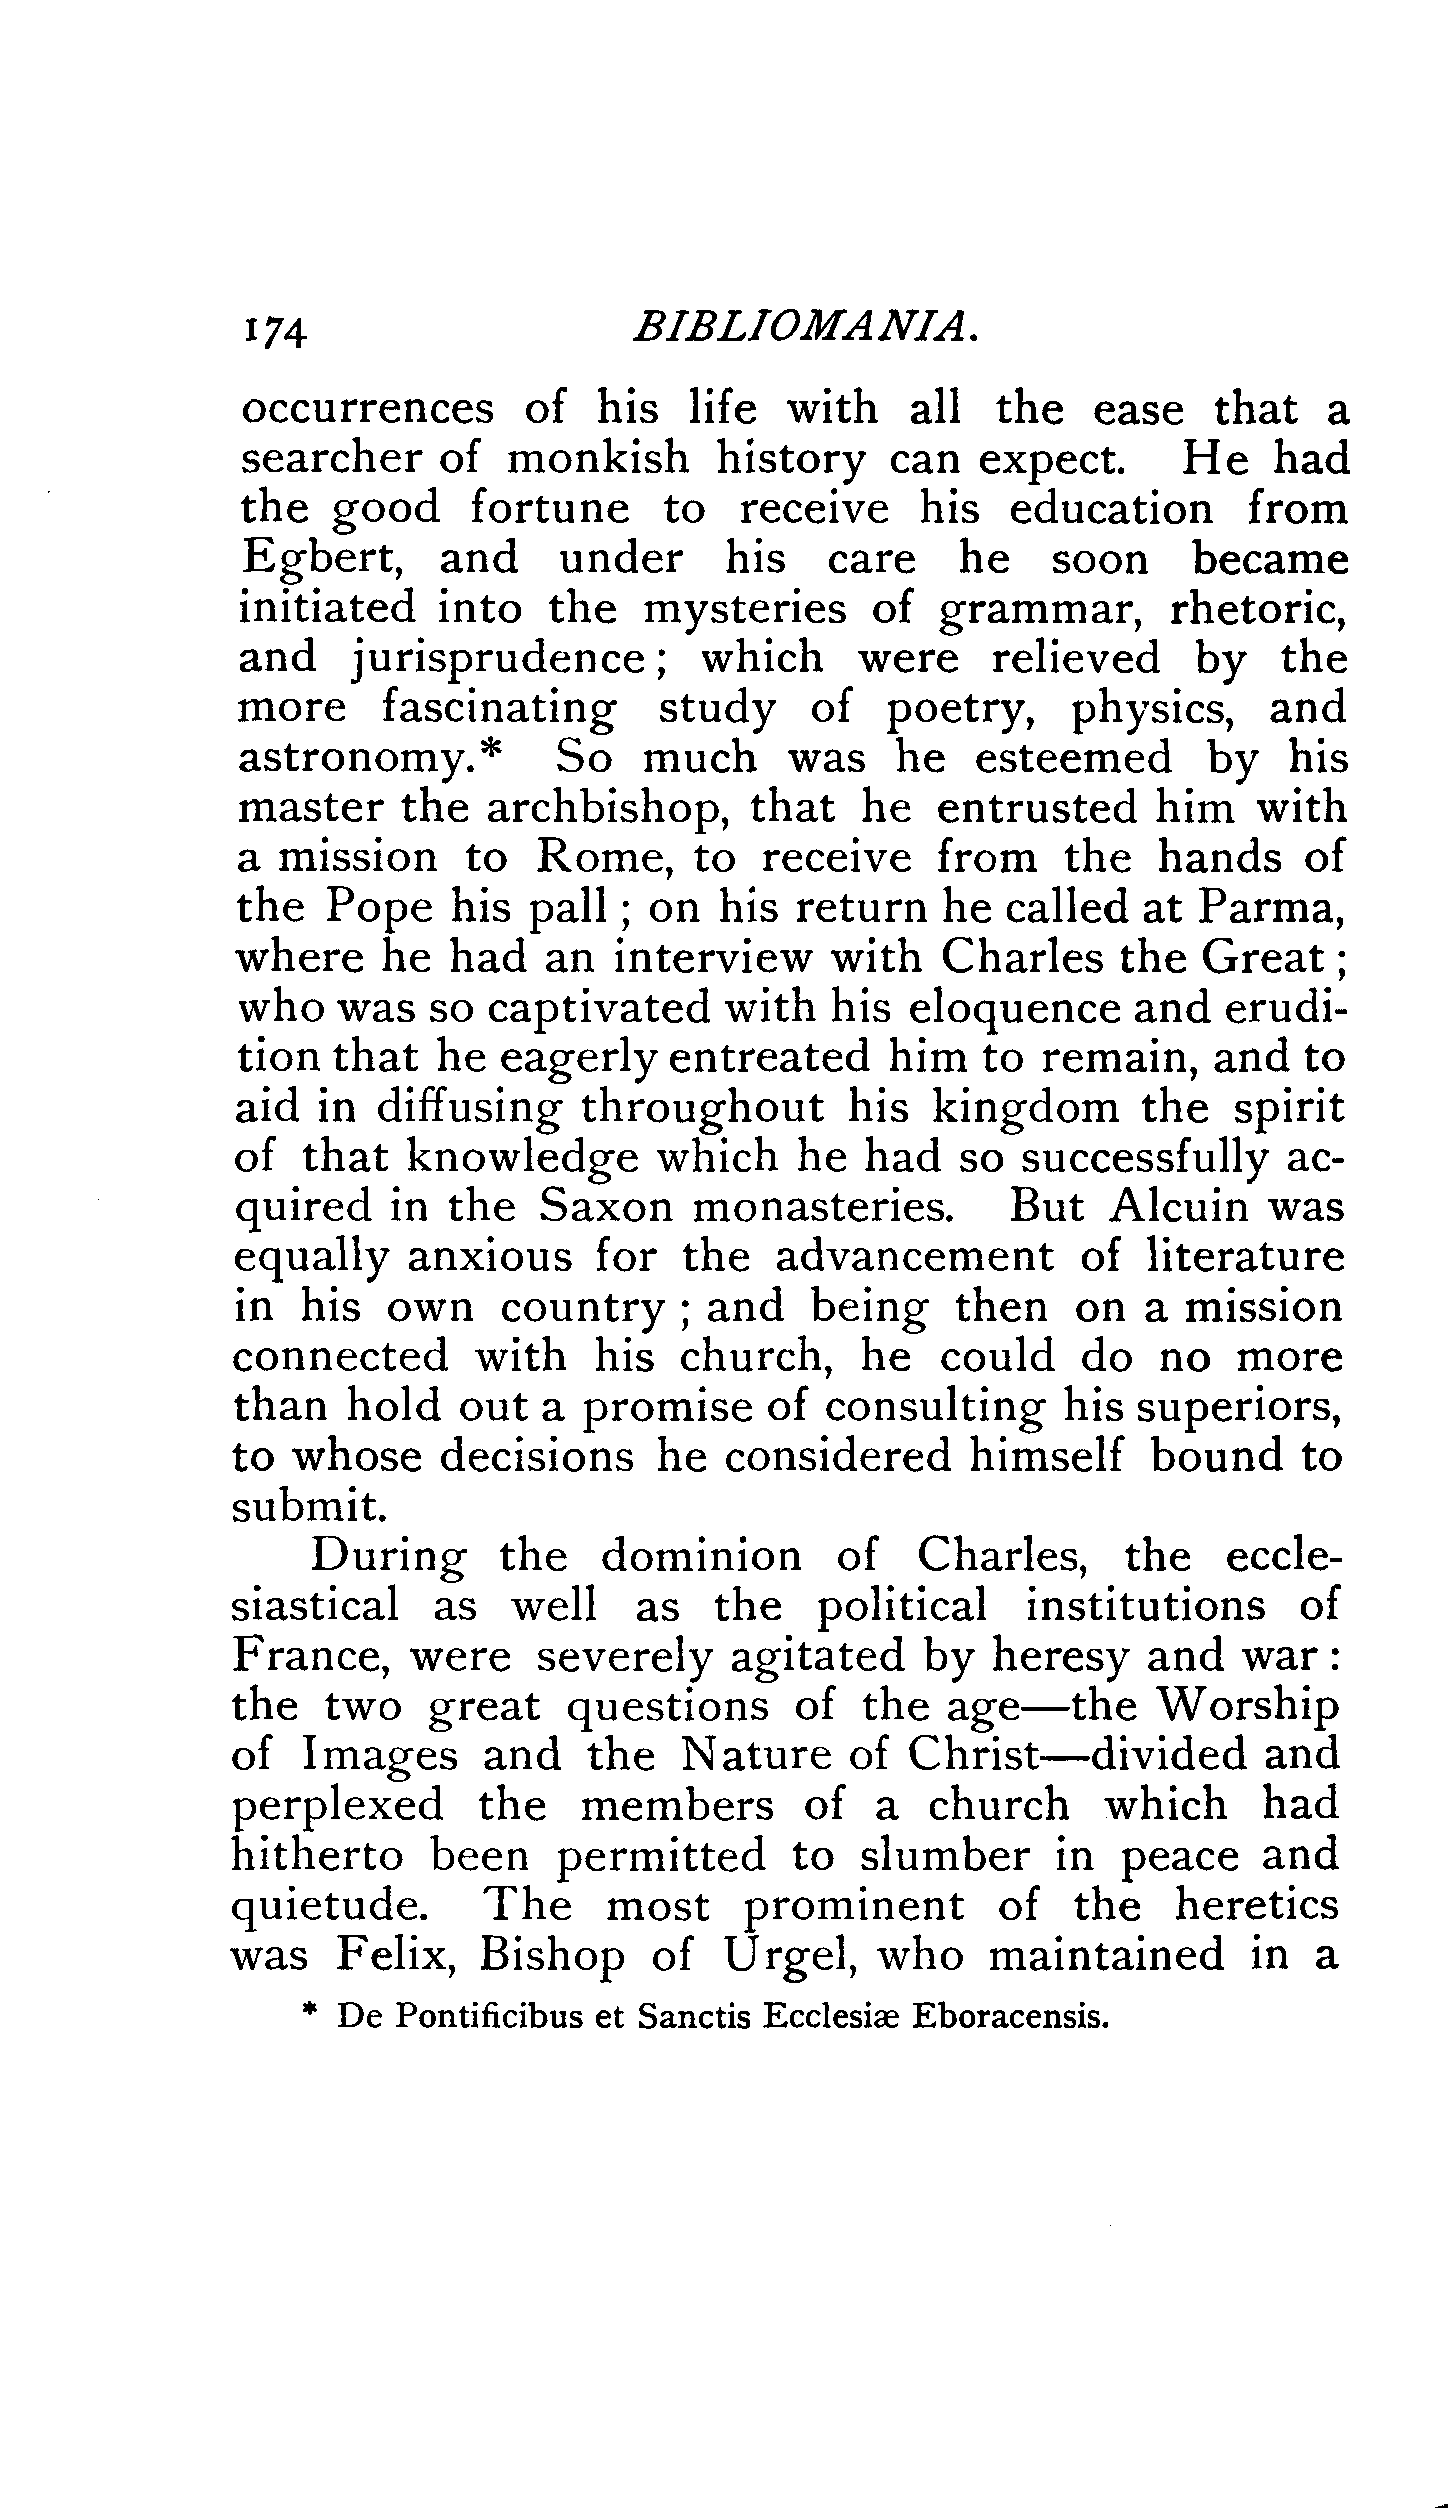 174 BIBLIOMANIA.
occurrences of his life with all the ease that a
searcher of monkish history can expect. He had
the good fortune to receive his education from
Egbert, and under his care he soon became
initiated into the mysteries of grammar, rhetoric,
and jurisprudence ; which were relieved by the
more fascinating study of poetry, physics, and
astronomy.* So much was he esteemed by his
master the archbishop, that he entrusted him with
a mission to Rome, to receive from the hands of
the Pope his pall ; on his return he called at Parma,
where he had an interview with Charles the Great ;
who was so captivated with his eloquence and erudi-
tion that he eagerly entreated him to remain, and to
aid in diffusing throughout his kingdom the spirit
of that knowledge which he had so successfully ac-
quired in the Saxon monasteries. But Alcuin was
equally anxious for the advancement of literature
in his own country ; and being then on a mission
connected with his church, he could do no more
than hold out a promise of consulting his superiors,
to whose decisions he considered himself bound to
submit.
During the dominion of Charles, the eccle-
siastical as well as the political institutions of
France, were severely agitated by heresy and war :
the two great questions of the age—the Worship
of Images and the Nature of Christ—divided and
perplexed the members of a church which had
hitherto been permitted to slumber in peace and
quietude. The most prominent of the heretics
was Felix, Bishop of Urgel, who maintained in a
* De Pontificibus et Sanctis Ecclesiæ Eboracensis.